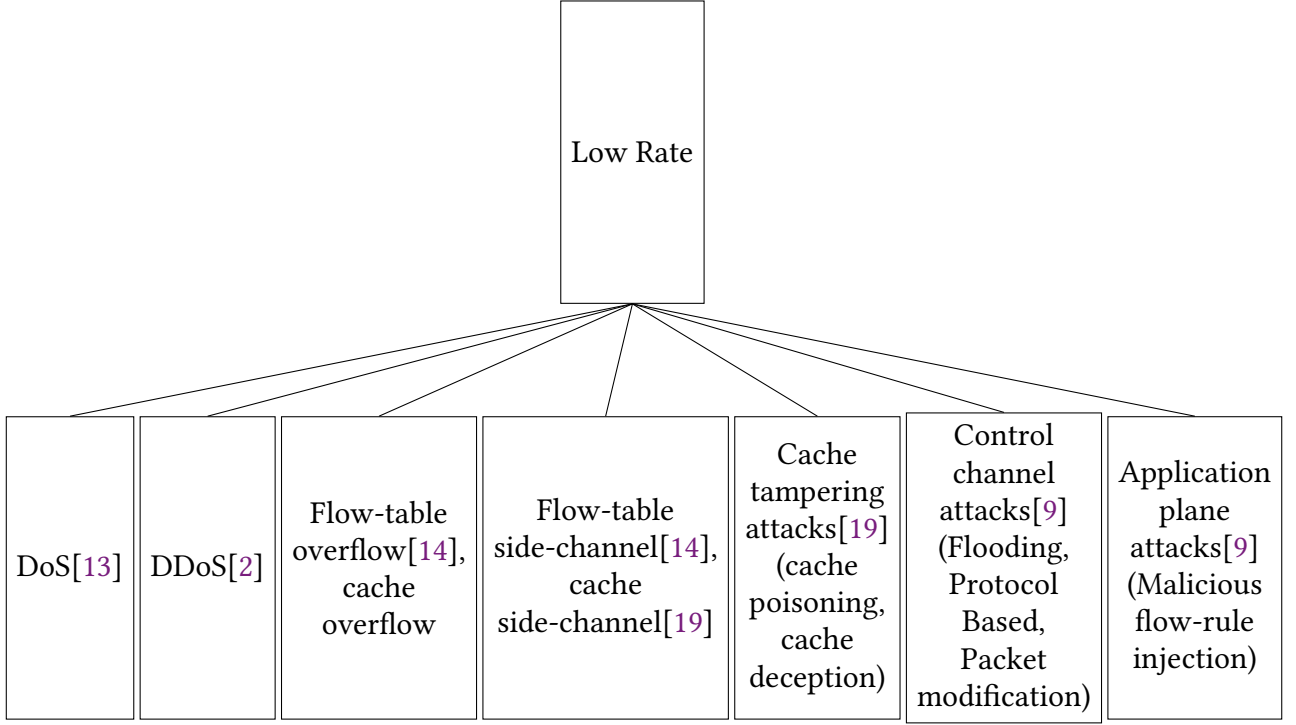 Low Rate
DoS[13]
DDoS[2]
Flow-table
overflow[14],
cache
overflow
Flow-table
side-channel[14],
cache
side-channel[19]
Cache
tampering
attacks[19]
(cache
poisoning,
cache
deception)
Control
channel
attacks[9]
(Flooding,
Protocol
Based,
Packet
modification)
Application
plane
attacks[9]
(Malicious
flow-rule
injection)